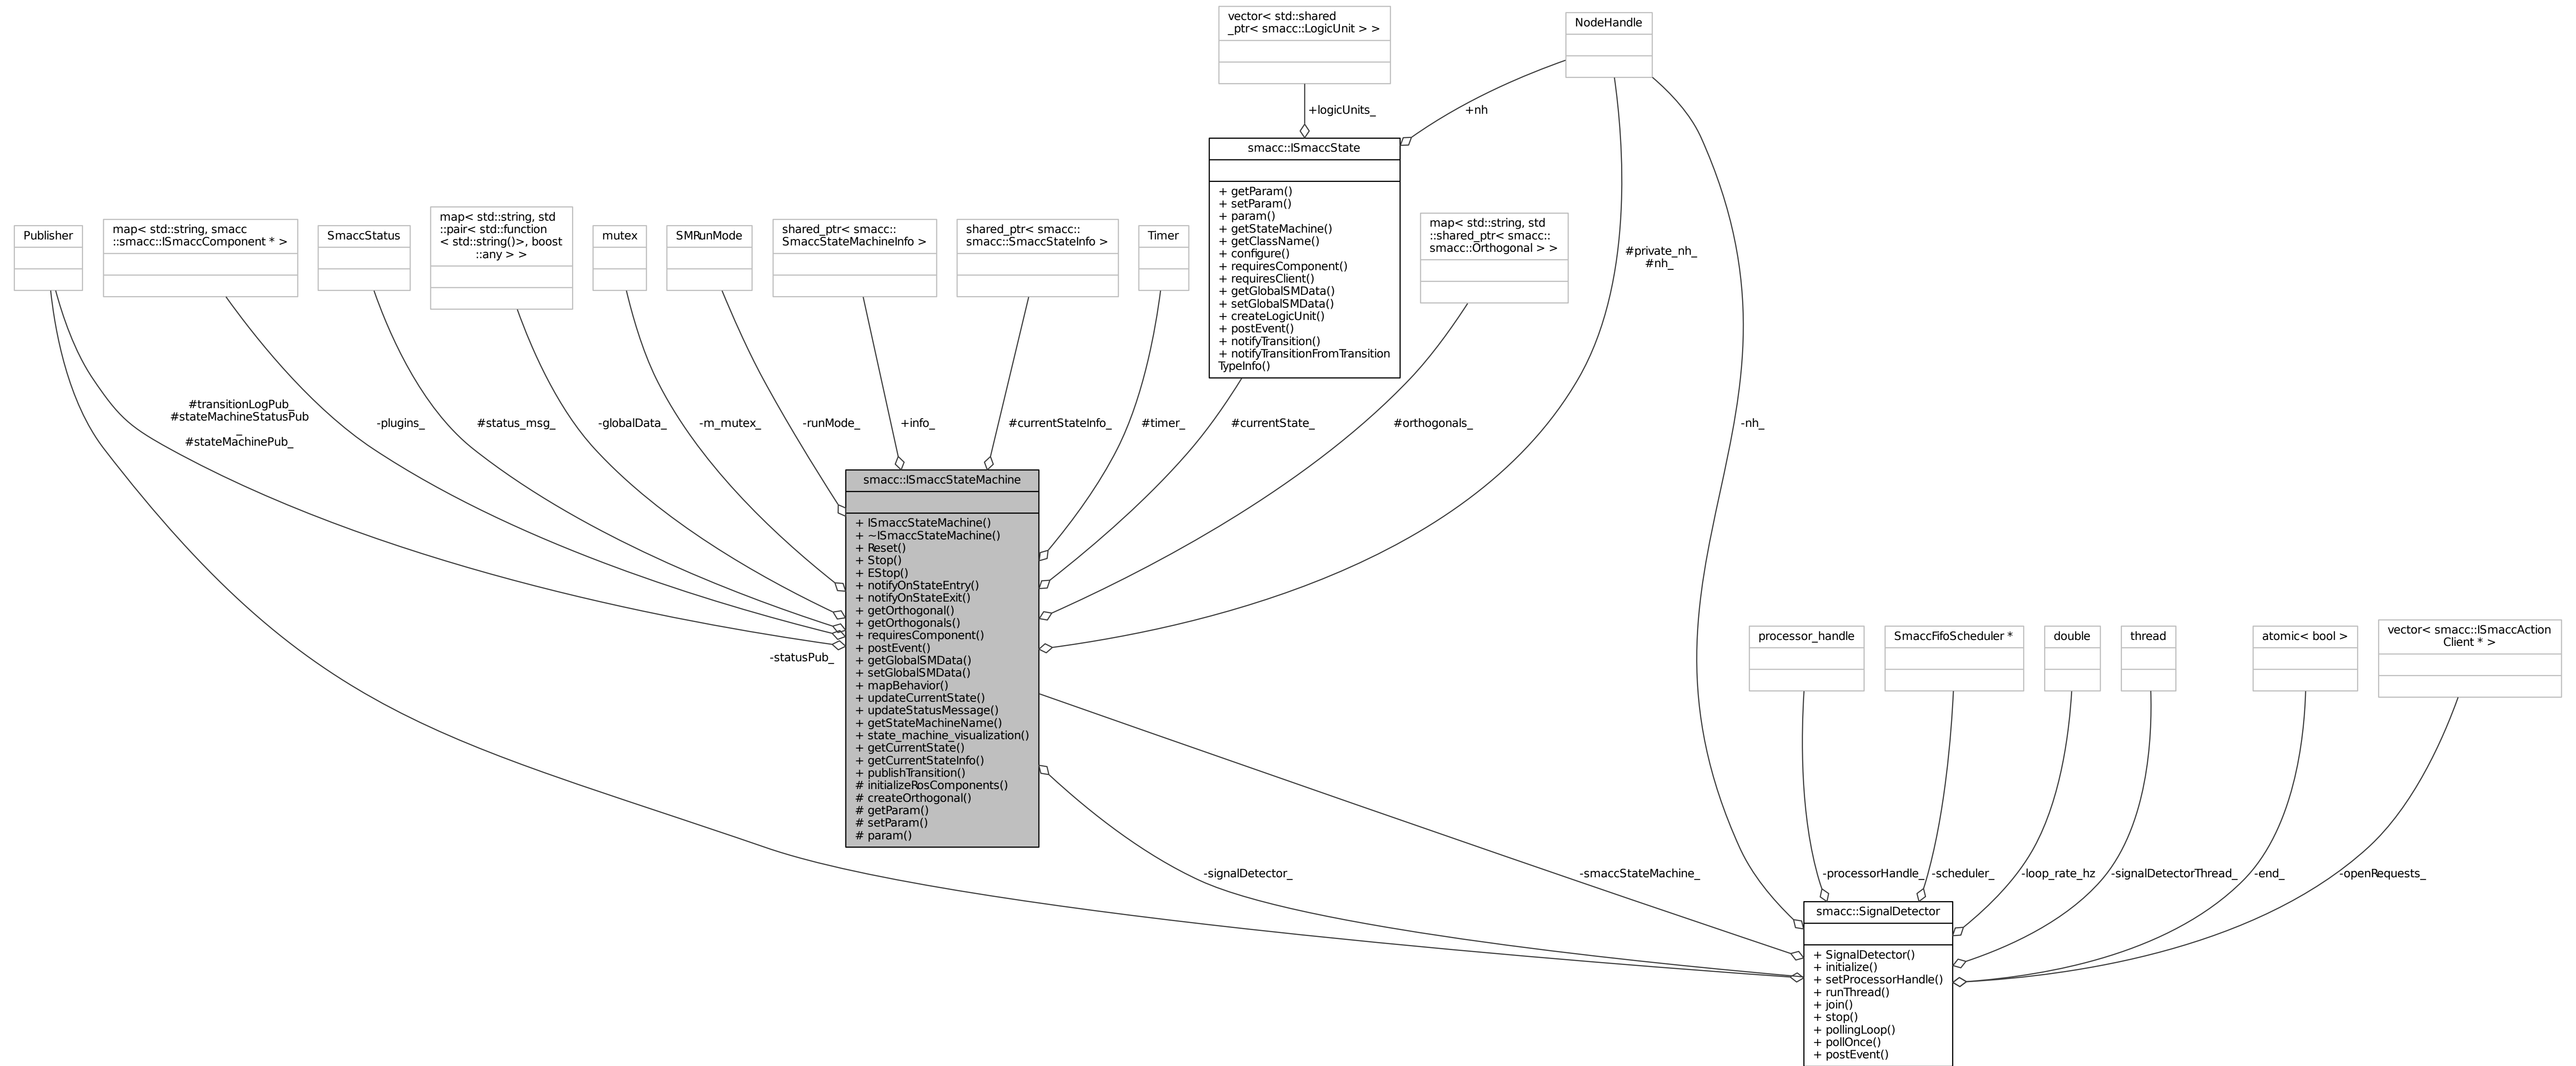 vector< std::shared
_ptr< smacc::LogicUnit > >
NodeHandle
+logicUnits_
+nh
smacc::ISmaccState
+ getParam()
+ setParam()
+ param()
+ getStateMachine()
+ getClassName()
+ configure()
+ requiresComponent()
+ requiresClient()
+ getGlobalSMData()
+ setGlobalSMData()
+ createLogicUnit()
+ postEvent()
+ notifyTransition()
+ notifyTransitionFromTransition
TypeInfo()
Publisher
map< std::string, smacc
::smacc::ISmaccComponent * >
SmaccStatus
map< std::string, std
::pair< std::function
< std::string()>, boost
::any > >
mutex
SMRunMode
shared_ptr< smacc::
SmaccStateMachineInfo >
shared_ptr< smacc::
smacc::SmaccStateInfo >
Timer
map< std::string, std
::shared_ptr< smacc::
smacc::Orthogonal > >
#private_nh_
#nh_
#transitionLogPub_
#stateMachineStatusPub
_
#stateMachinePub_
-plugins_
#status_msg_
-globalData_
-m_mutex_
-runMode_
+info_
#currentStateInfo_
#timer_
#currentState_
#orthogonals_
-nh_
smacc::ISmaccStateMachine
+ ISmaccStateMachine()
+ ~ISmaccStateMachine()
+ Reset()
+ Stop()
+ EStop()
+ notifyOnStateEntry()
+ notifyOnStateExit()
+ getOrthogonal()
+ getOrthogonals()
+ requiresComponent()
+ postEvent()
+ getGlobalSMData()
+ setGlobalSMData()
+ mapBehavior()
+ updateCurrentState()
+ updateStatusMessage()
+ getStateMachineName()
+ state_machine_visualization()
+ getCurrentState()
+ getCurrentStateInfo()
+ publishTransition()
# initializeRosComponents()
# createOrthogonal()
# getParam()
# setParam()
# param()
-statusPub_
processor_handle
SmaccFifoScheduler *
double
thread
atomic< bool >
vector< smacc::ISmaccAction
Client * >
-signalDetector_
-smaccStateMachine_
-processorHandle_
-scheduler_
-loop_rate_hz
-signalDetectorThread_
-end_
-openRequests_
smacc::SignalDetector
+ SignalDetector()
+ initialize()
+ setProcessorHandle()
+ runThread()
+ join()
+ stop()
+ pollingLoop()
+ pollOnce()
+ postEvent()